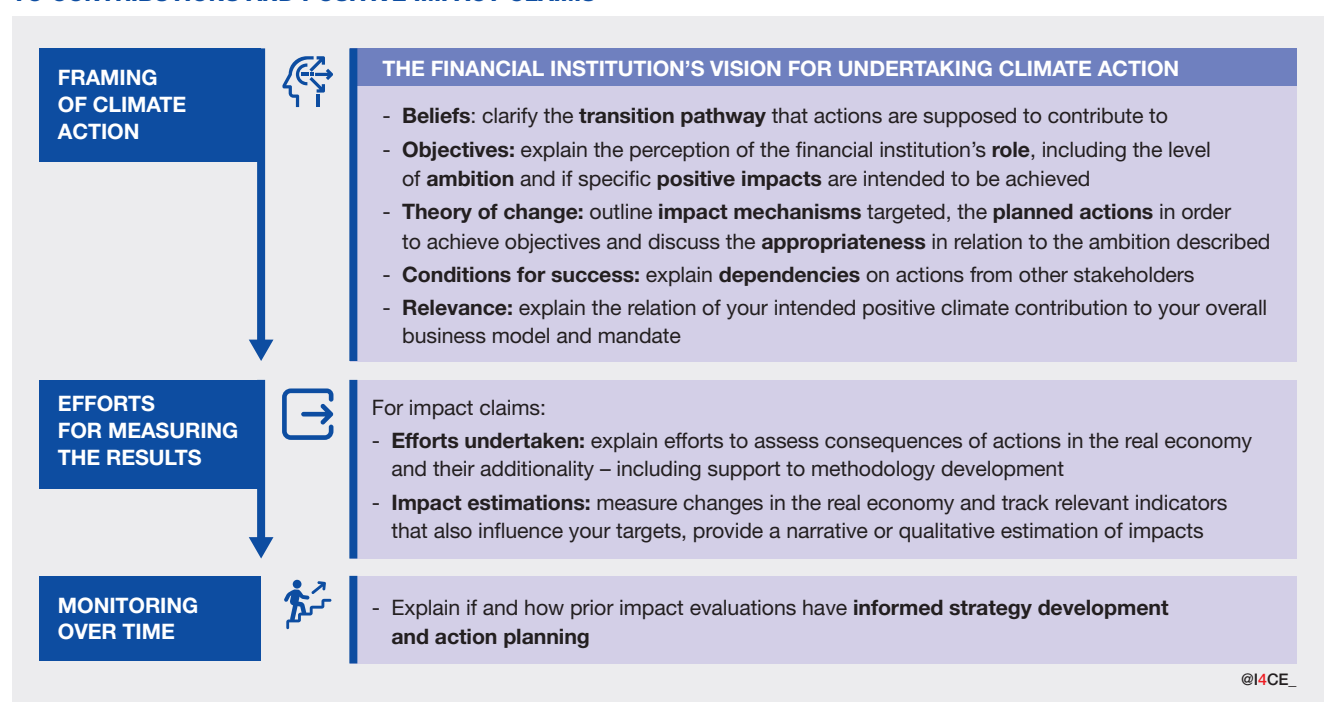 TO CONTRIBUTIONS AND POSITIVE IMPACT CLAIMS
FRAMING
OF CLIMATE
ACTION
THE FINANCIAL INSTITUTION'S VISION FOR UNDERTAKING CLIMATE ACTION
- Beliefs: clarify the transition pathway that actions are supposed to contribute to
- Objectives: explain the perception of the financial institution's role, including the level
of ambition and if specific positive impacts are intended to be achieved
- Theory of change: outline impact mechanisms targeted, the planned actions in order
to achieve objectives and discuss the appropriateness in relation to the ambition described
- Conditions for success: explain dependencies on actions from other stakeholders
- Relevance: explain the relation of your intended positive climate contribution to your overall
business model and mandate
EFFORTS
FOR MEASURING
THE RESULTS
For impact claims:
- Efforts undertaken: explain efforts to assess consequences of actions in the real economy
and their additionality – including support to methodology development
- Impact estimations: measure changes in the real economy and track relevant indicators
that also influence your targets, provide a narrative or qualitative estimation of impacts
MONITORING
OVER TIME
- Explain if and how prior impact evaluations have informed strategy development
and action planning
@I4CE_